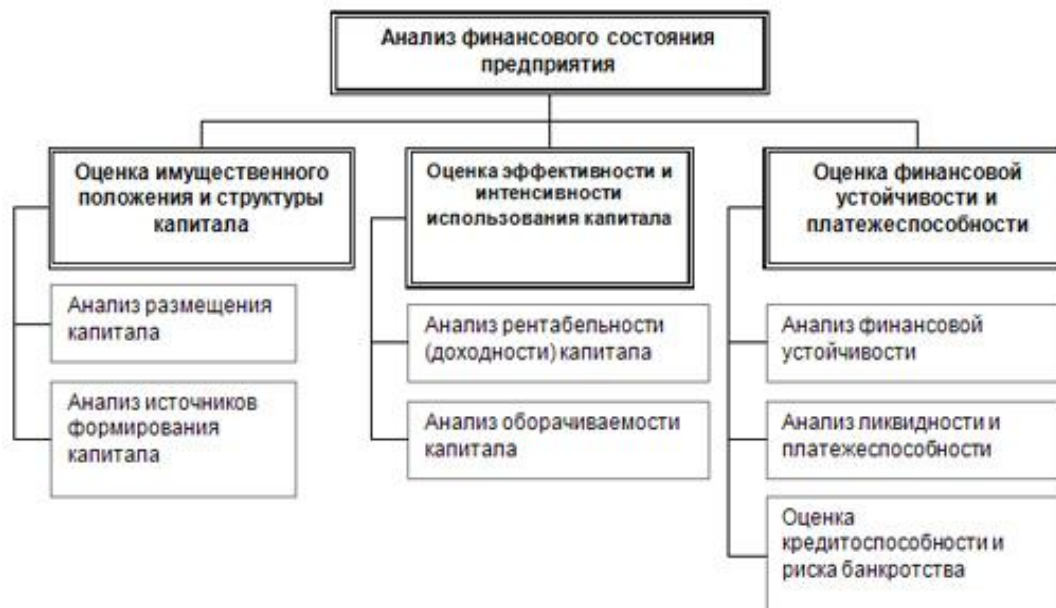 Анализ финансового состояния
предприятия
Оценка имущественного
положения и структуры
капитала
Анализ размещения
капитала
Анализ источников
формирования
капитала
Оценка эффективности и
интенсивности
использования капитала
Анализ рентабельности
(доходности) капитала
Анализ оборачиваемости
капитала
Оценка финансовой
устойчивости и
платежеспособности
Анализ финансовой
устойчивости
Анализ ликвидности и
платежеспособности
Оценка
кредитоспособности и
риска банкротства